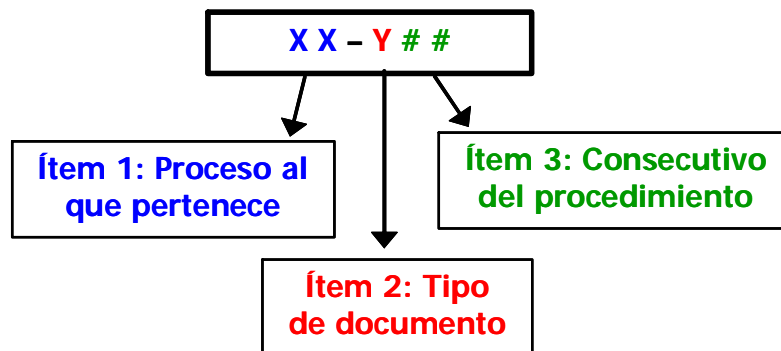 X X – Y # #
Ítem 1: Proceso al
que pertenece
Ítem 3: Consecutivo
del procedimiento
Ítem 2: Tipo
de documento